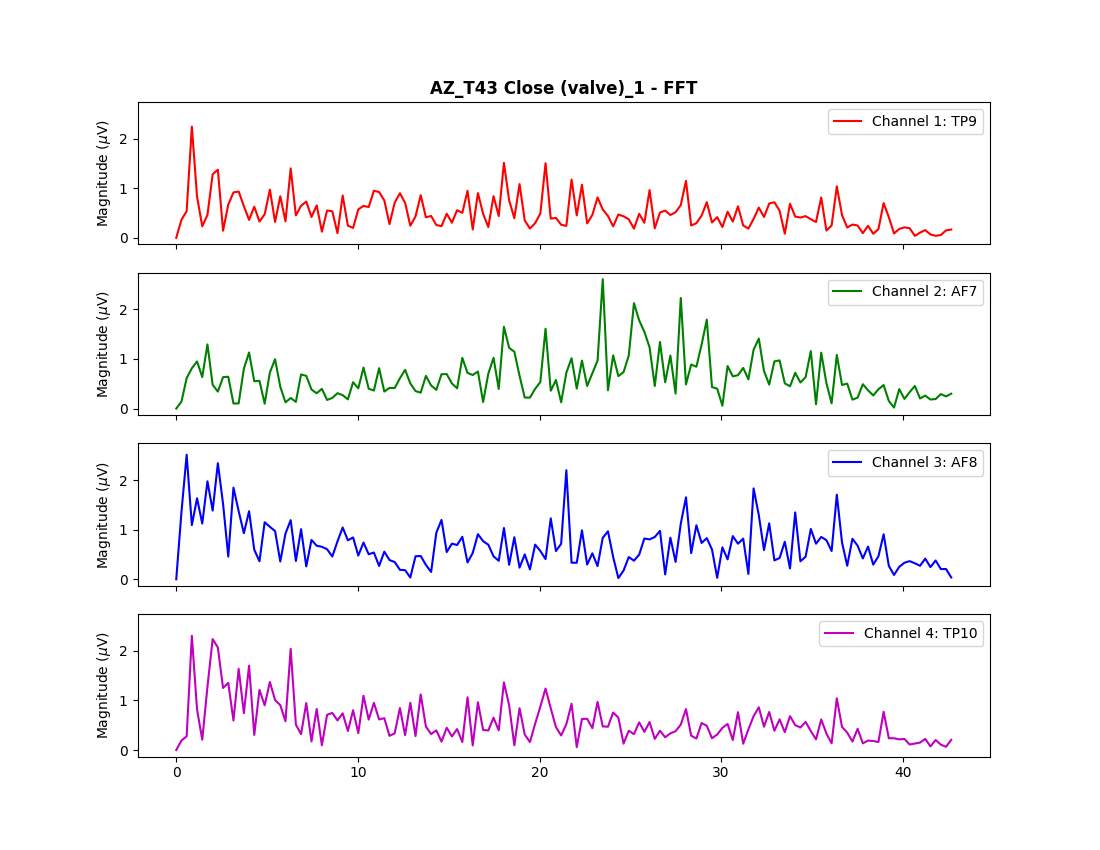 AZ_T43 Close (valve)_1 - FFT
Magnitude (μV)
2
1
0
Channel 1: TP9
Magnitude (μV)
2
1
0
Channel 2: AF7
Magnitude (μV)
2
1
0
Channel 3: AF8
Magnitude (μV)
2
1
0
Channel 4: TP10
0 10 20 30 40